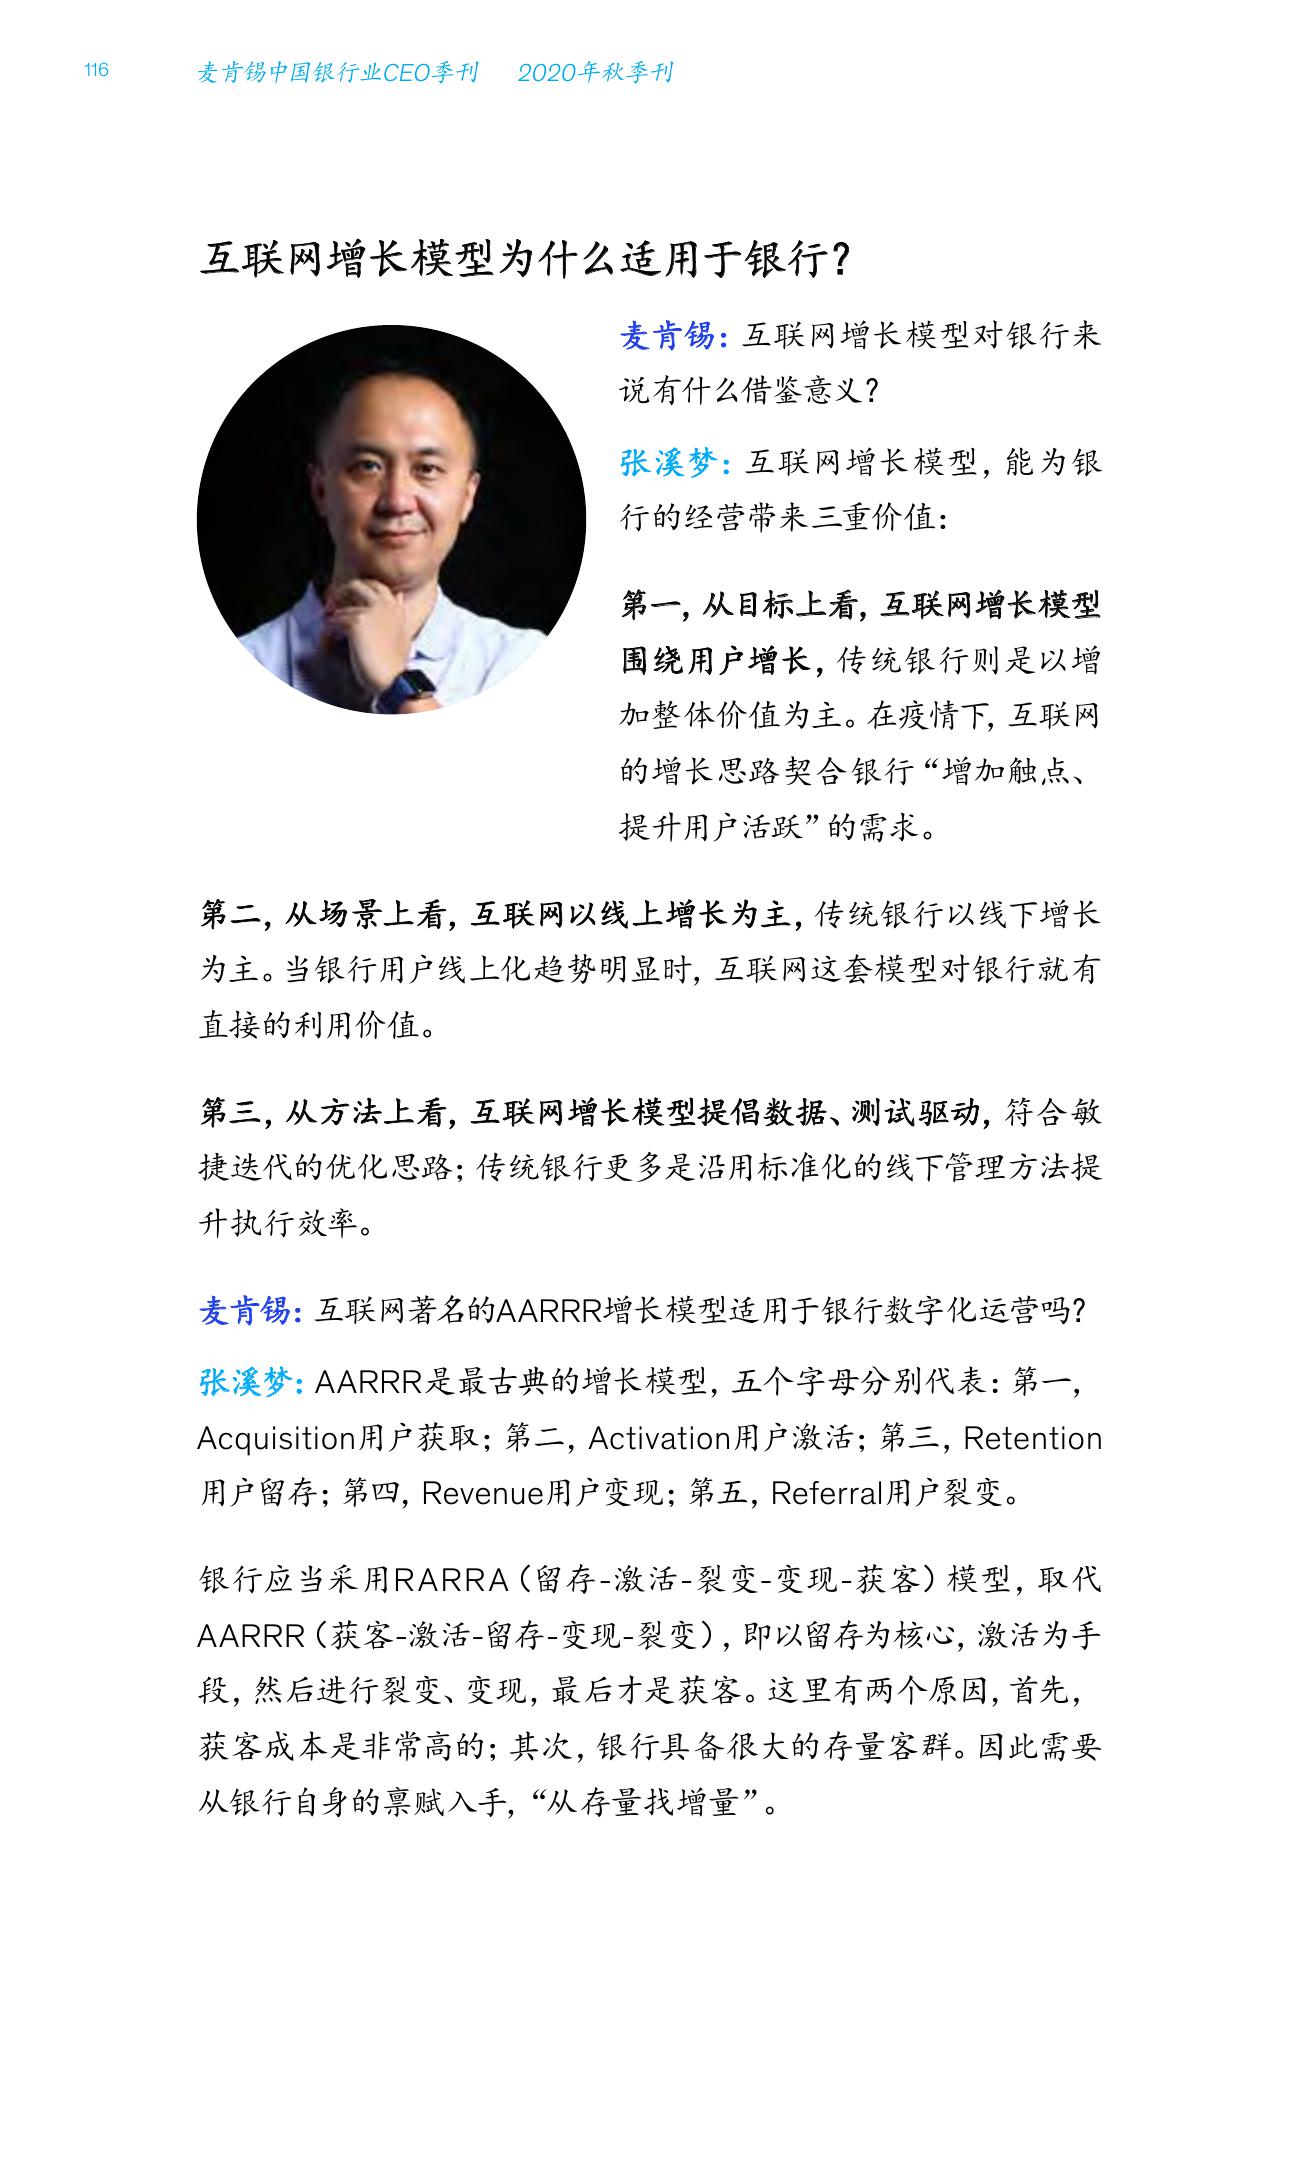 116
麦肯锡中国银行业CEO季刊 2020年秋季刊
互联网增长模型为什么适用于银行？
麦肯锡：互联网增长模型对银行来
说有什么借鉴意义？
张溪梦：互联网增长模型，能为银
行的经营带来三重价值：
第一，从目标上看，互联网增长模型
围绕用户增长，传统银行则是以增
加整体价值为主。在疫情下，互联网
的增长思路契合银行“增加触点、
提升用户活跃”的需求。
第二，从场景上看，互联网以线上增长为主，传统银行以线下增长
为主。当银行用户线上化趋势明显时，互联网这套模型对银行就有
直接的利用价值。
第三，从方法上看，互联网增长模型提倡数据、测试驱动，符合敏
捷迭代的优化思路；传统银行更多是沿用标准化的线下管理方法提
升执行效率。
麦肯锡：互联网著名的AARRR增长模型适用于银行数字化运营吗？
张溪梦：AARRR是最古典的增长模型，五个字母分别代表：第一，
Acquisition用户获取；第二，Activation用户激活；第三，Retention
用户留存；第四，Revenue用户变现；第五，Referral用户裂变。
银行应当采用RARRA（留存-激活-裂变-变现-获客）模型，取代
AARRR（获客-激活-留存-变现-裂变），即以留存为核心，激活为手
段，然后进行裂变、变现，最后才是获客。这里有两个原因，首先，
获客成本是非常高的；其次，银行具备很大的存量客群。因此需要
从银行自身的禀赋入手，“从存量找增量”。